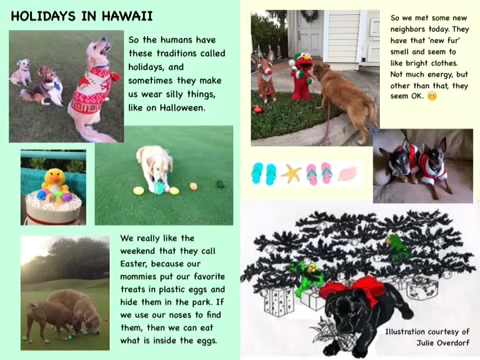 HOLIDAYS IN HAWAII
So the humans have
these traditions called
holidays, and
sometimes they make
us wear silly things,
like on Halloween.
We really like the
weekend that they call
Easter, because our
mommies put our favorite
treats in plastic eggs and
hide them in the park. If
we use our noses to find
them, then we can eat
what is inside the eggs.
So we met some new
neighbors today. They
have that 'new fur'
smell and seem to
like bright clothes.
Not much energy, but
other than that, they
seem OK. 😊
Illustration courtesy of
Julie Overdorf